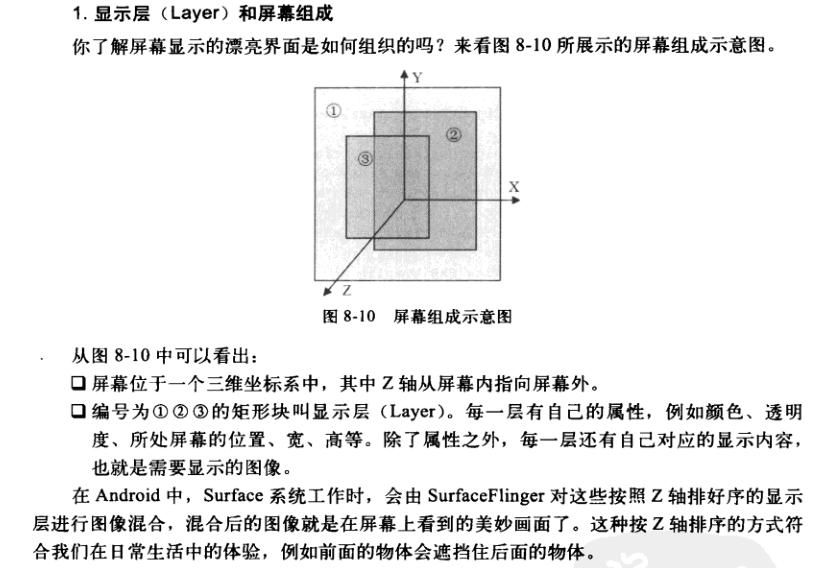 1. 显示层（Layer）和屏幕组成
你了解屏幕显示的漂亮界面是如何组织的吗？来看图 8-10 所展示的屏幕组成示意图。
Y
①
②
③
X
Z
图 8-10 屏幕组成示意图
从图 8-10 中可以看出：
❑ 屏幕位于一个三维坐标系中，其中 Z 轴从屏幕内指向屏幕外。
❑ 编号为①②③的矩形块叫显示层（Layer）。每一层有自己的属性，例如颜色、透明
度、所处屏幕的位置、宽、高等。除了属性之外，每一层还有自己对应的显示内容，
也就是需要显示的图像。
在 Android 中，Surface 系统工作时，会由 SurfaceFlinger 对这些按照 Z 轴排好序的显示
层进行图像混合，混合后的图像就是在屏幕上看到的美妙画面了。这种按 Z 轴排序的方式符
合我们在日常生活中的体验，例如前面的物体会遮挡住后面的物体。